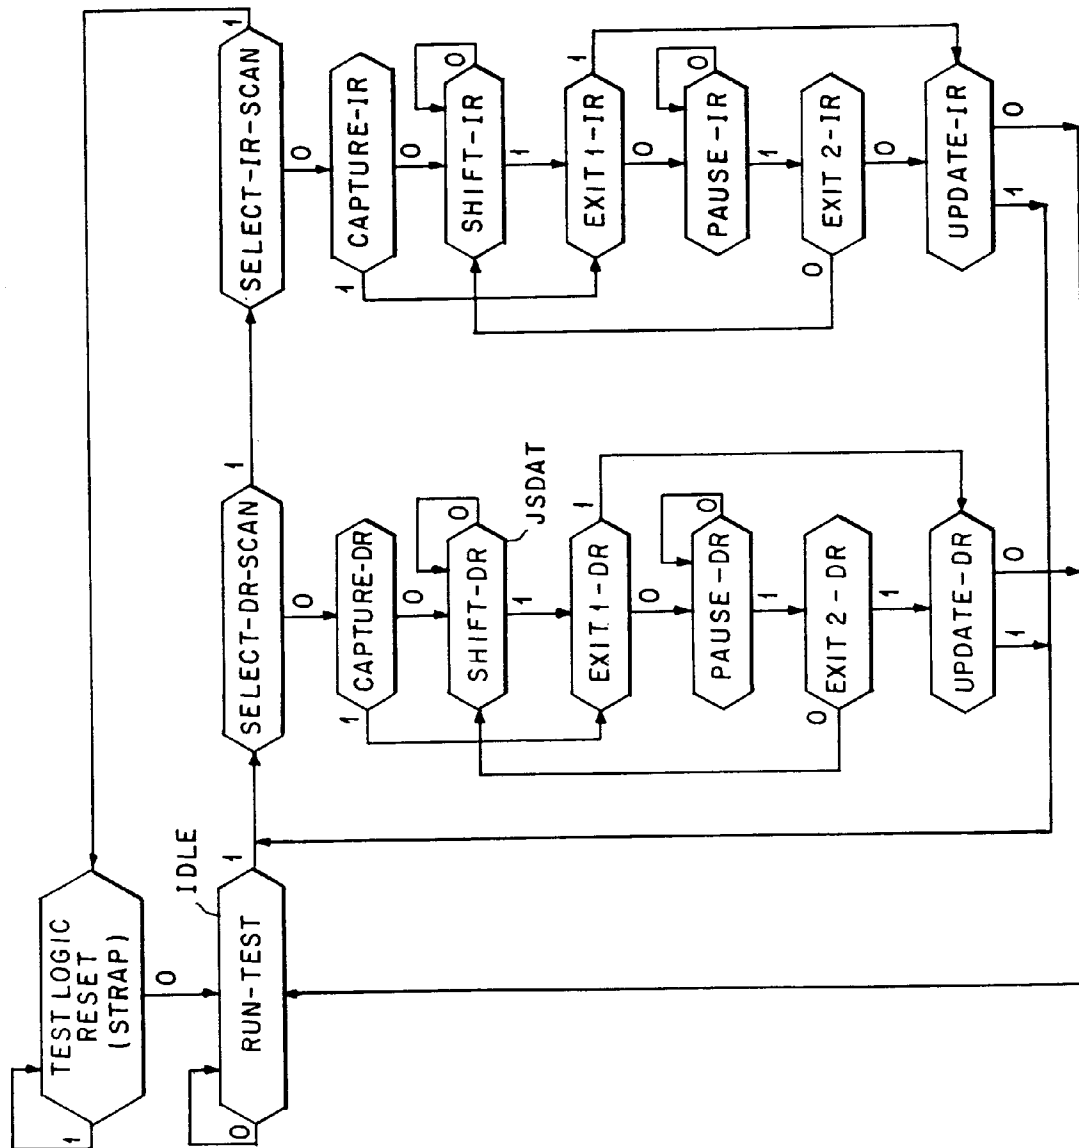 TEST LOGIC
RESET
(STRAP)
1
0
RUN-TEST
IDLE
0
1
SELECT-DR-SCAN
1
0
CAPTURE-DR
1
0
SHIFT-DR
JSDAT
0
1
EXIT 1-DR
1
0
PAUSE-DR
0
1
EXIT 2-DR
0
1
UPDATE-DR
1
0
SELECT-IR-SCAN
1
0
CAPTURE-IR
1
0
SHIFT-IR
0
1
EXIT 1-IR
1
0
PAUSE-IR
0
1
EXIT 2-IR
0
0
UPDATE-IR
1
0